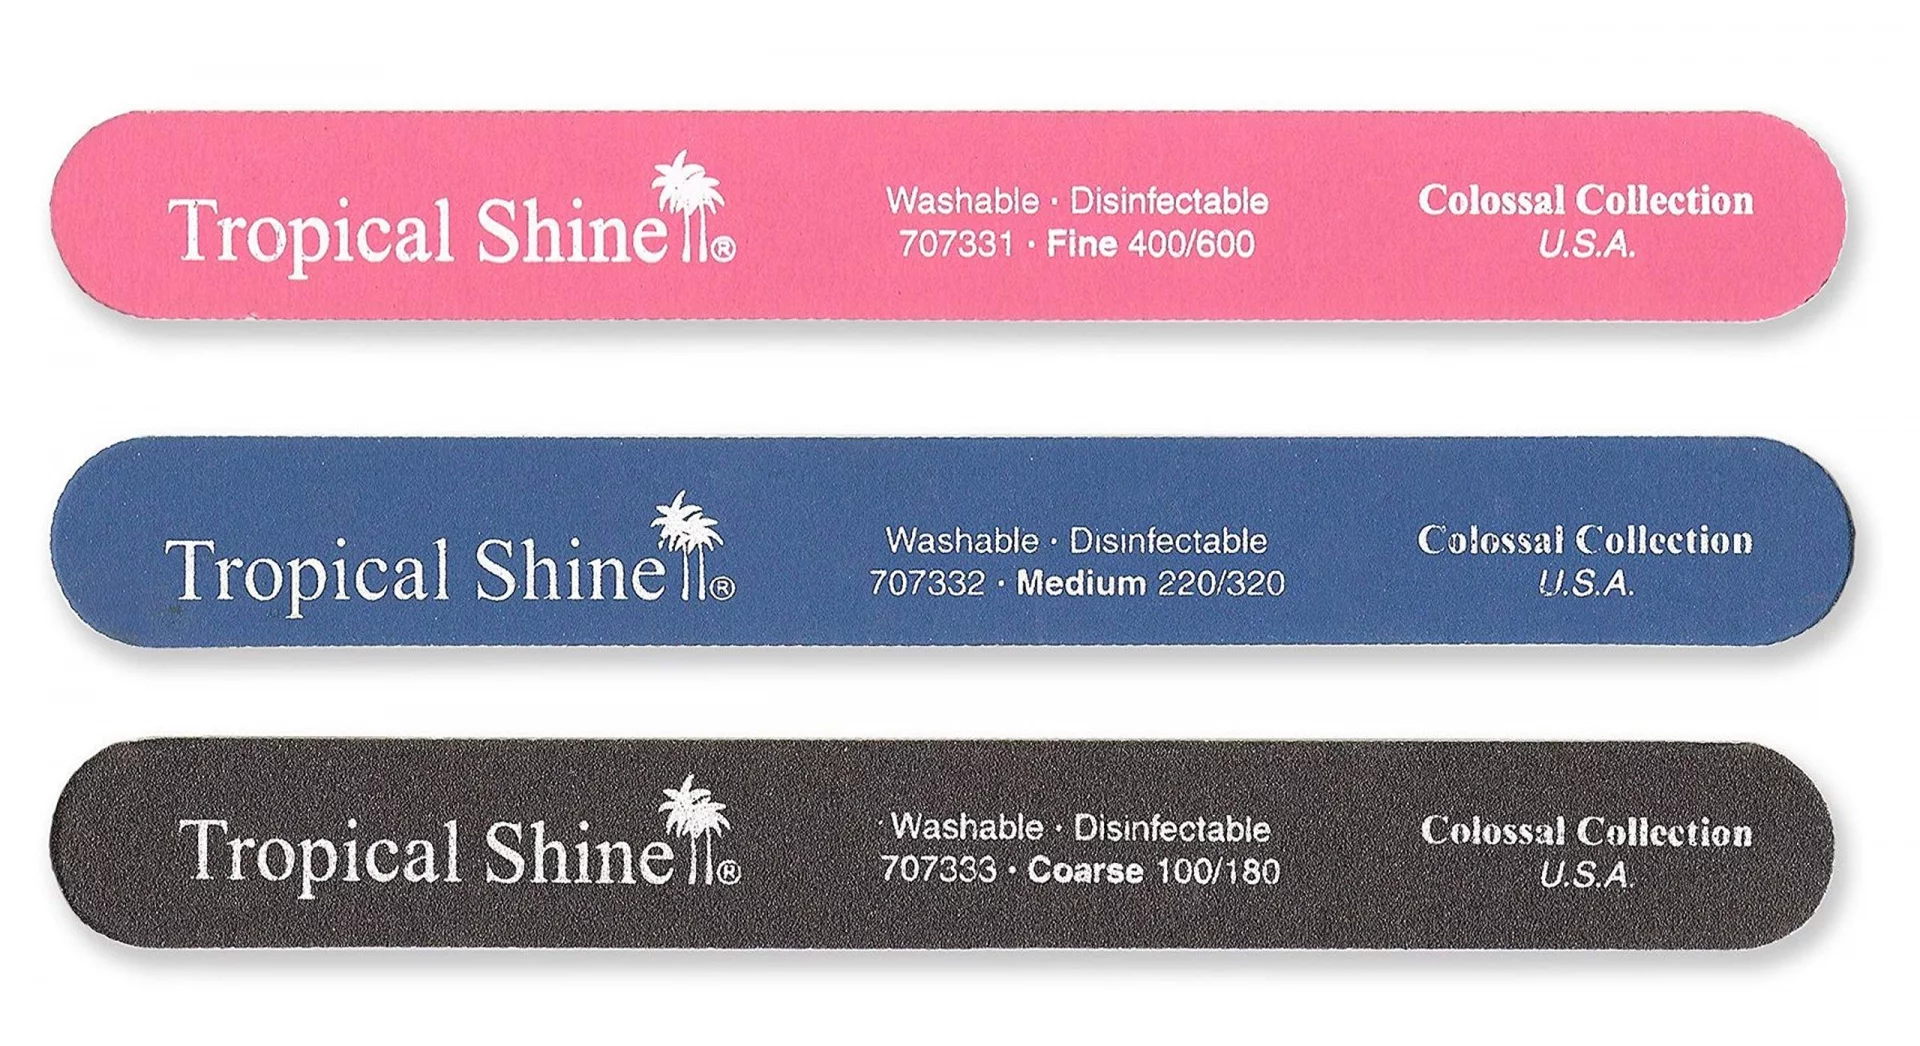 Tropical Shine®
Washable · Disinfectable
707331 · Fine 400/600
Colossal Collection
U.S.A.
Tropical Shine®
Washable · Disinfectable
707332 · Medium 220/320
Colossal Collection
U.S.A.
Tropical Shine®
Washable · Disinfectable
707333 · Coarse 100/180
Colossal Collection
U.S.A.